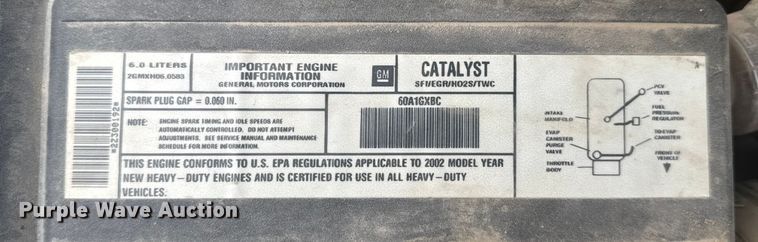 *22300192*
6.0 LITERS
2GMXH06.0583
IMPORTANT ENGINE
INFORMATION
GENERAL MOTORS CORPORATION
GM
CATALYST
SFI/EGR/HO2S/TWC
SPARK PLUG GAP = 0.060 IN.
60A1GXBC
NOTE: ENGINE SPARK TIMING AND IDLE SPEEDS ARE
AUTOMATICALLY CONTROLLED. DO NOT ATTEMPT
ADJUSTMENTS. SEE SERVICE MANUAL AND MAINTENANCE
SCHEDULE FOR MORE INFORMATION.
THIS ENGINE CONFORMS TO U.S. EPA REGULATIONS APPLICABLE TO 2002 MODEL YEAR
NEW HEAVY-DUTY ENGINES AND IS CERTIFIED FOR USE IN ALL HEAVY-DUTY
VEHICLES.
A
PCV
VALVE
INTAKE
MANIFOLD
FUEL
PRESSURE
REGULATOR
EVAP
CANISTER
PURGE
VALVE
TO EVAP
CANISTER
THROTTLE
BODY
FRONT OF
VEHICLE
Purple Wave Auction